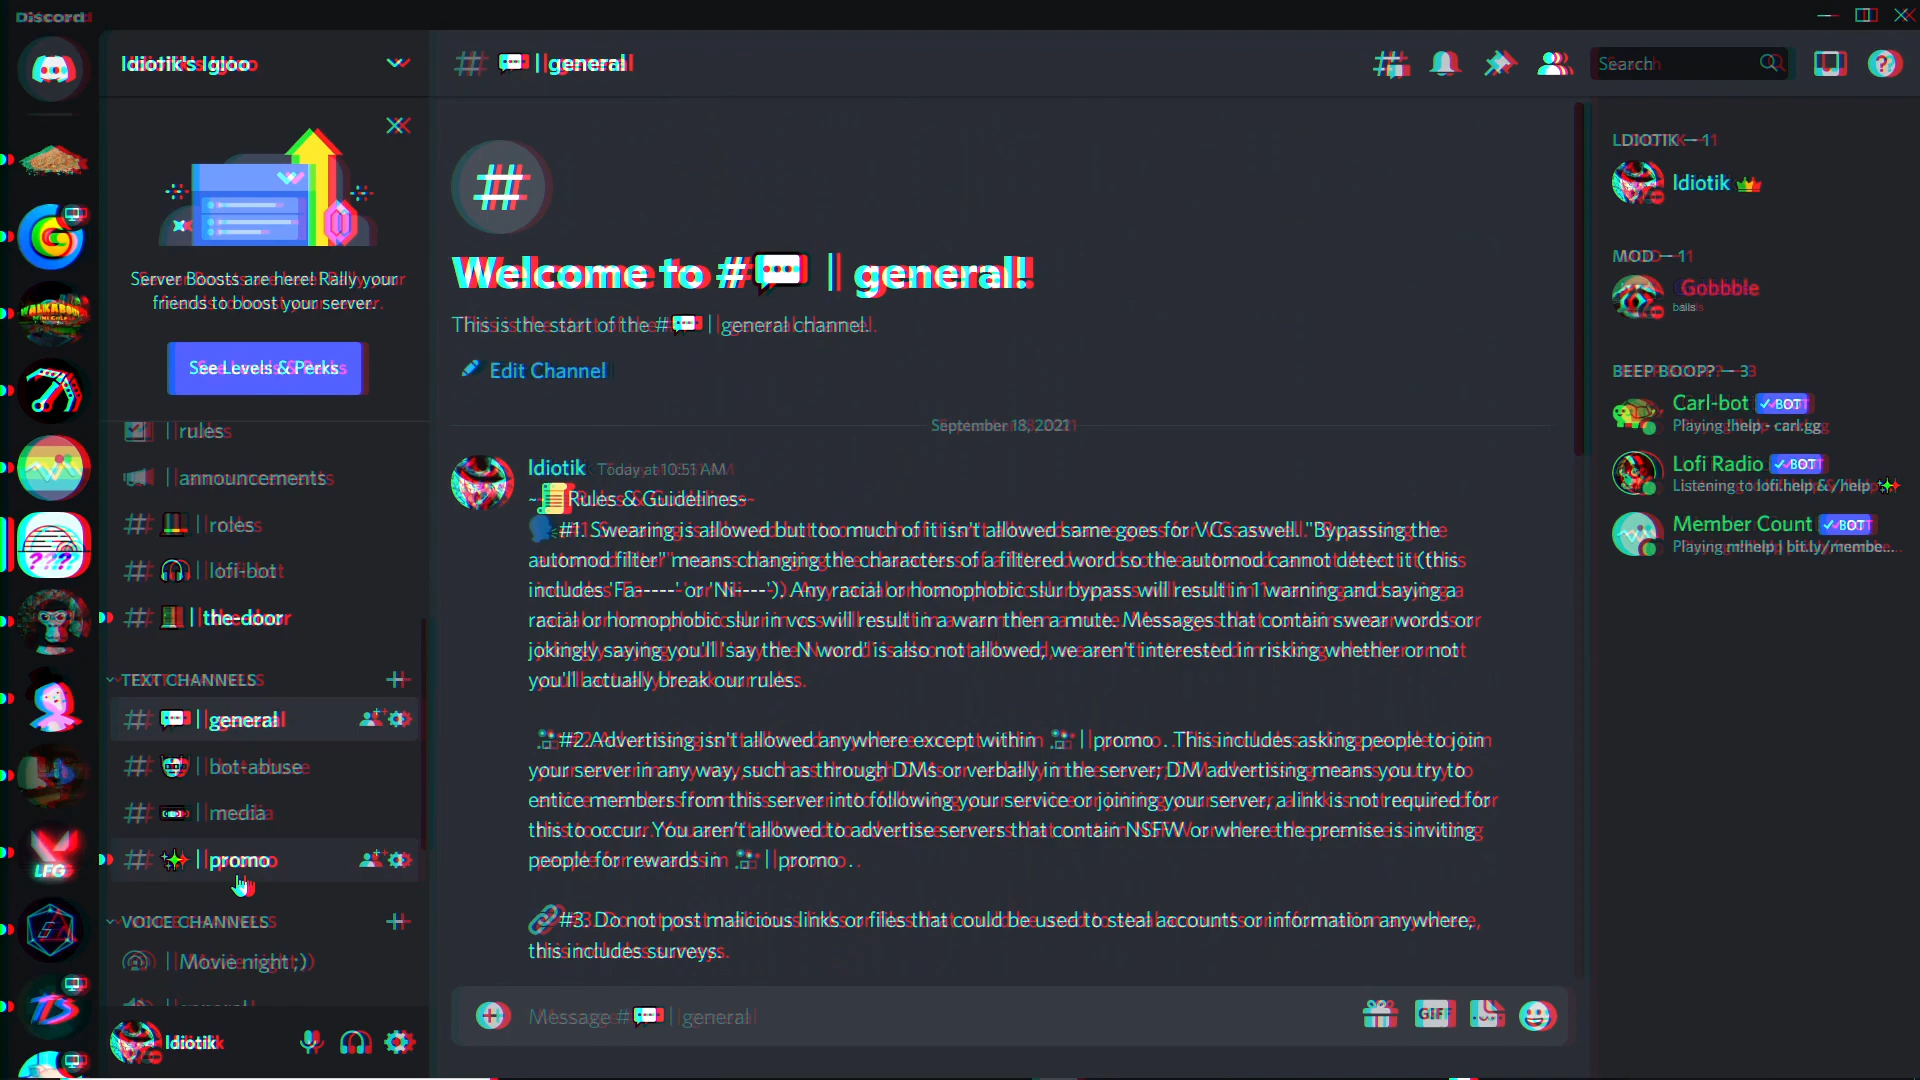 Discord
Idiotik's Igloo
# 💬 | general
Search
Server Boosts are here! Rally your
friends to boost your server.
See Levels & Perks
| rules
| announcements
# | roles
# 🎧 | lofi-bot
# 🚪 | the-door
TEXT CHANNELS
# 💬 | general
# | bot-abuse
# 📼 | media
# ✨ | promo
VOICE CHANNELS
| Movie night ;)
Idiotik
WALKABOUT
???
LFG
TS
#
Welcome to #💬 | general!
This is the start of the #💬 | general channel.
Edit Channel
September 18, 2021
Idiotik Today at 10:51 AM
~📜Rules & Guidelines~
🗣#1. Swearing is allowed but too much of it isn't allowed same goes for VCs aswell. "Bypassing the
automod filter" means changing the characters of a filtered word so the automod cannot detect it (this
includes 'Fa-----' or 'Ni----'). Any racial or homophobic slur bypass will result in 1 warning and saying a
racial or homophobic slur in vcs will result in a warn then a mute. Messages that contain swear words or
jokingly saying you'll 'say the N word' is also not allowed, we aren't interested in risking whether or not
you'll actually break our rules.
#2. Advertising isn't allowed anywhere except within | promo . This includes asking people to join
your server in any way, such as through DMs or verbally in the server; DM advertising means you try to
entice members from this server into following your service or joining your server, a link is not required for
this to occur. You aren't allowed to advertise servers that contain NSFW or where the premise is inviting
people for rewards in | promo .
🔗#3. Do not post malicious links or files that could be used to steal accounts or information anywhere,
this includes surveys.
Message #💬 | general
GIF
IDIOTIK — 1
Idiotik 👑
MOD — 1
Gobbble
balls
BEEP BOOP? — 3
Carl-bot ✓ BOT
Playing !help - carl.gg
Lofi Radio ✓ BOT
Listening to lofi.help & /help ✨
Member Count ✓ BOT
Playing m!help | bit.ly/membe...